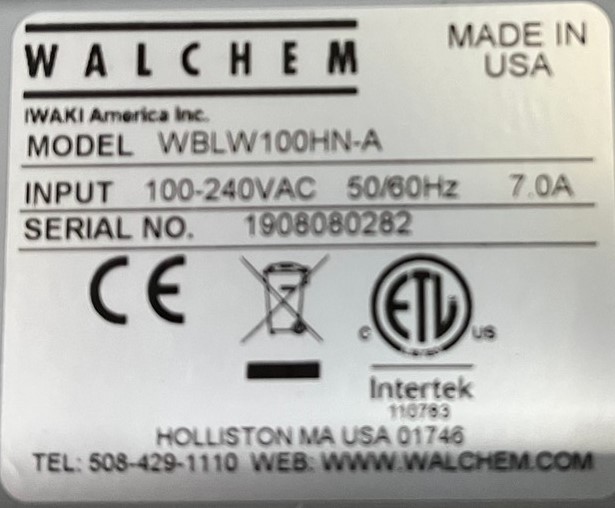 WALCHEM
MADE IN
USA
IWAKI America Inc.
MODEL WBLW100HN-A
INPUT 100-240VAC 50/60Hz 7.0A
SERIAL NO. 1908080282
CE
ETL
C US
Intertek
110783
HOLLISTON MA USA 01746
TEL: 508-429-1110 WEB: WWW.WALCHEM.COM